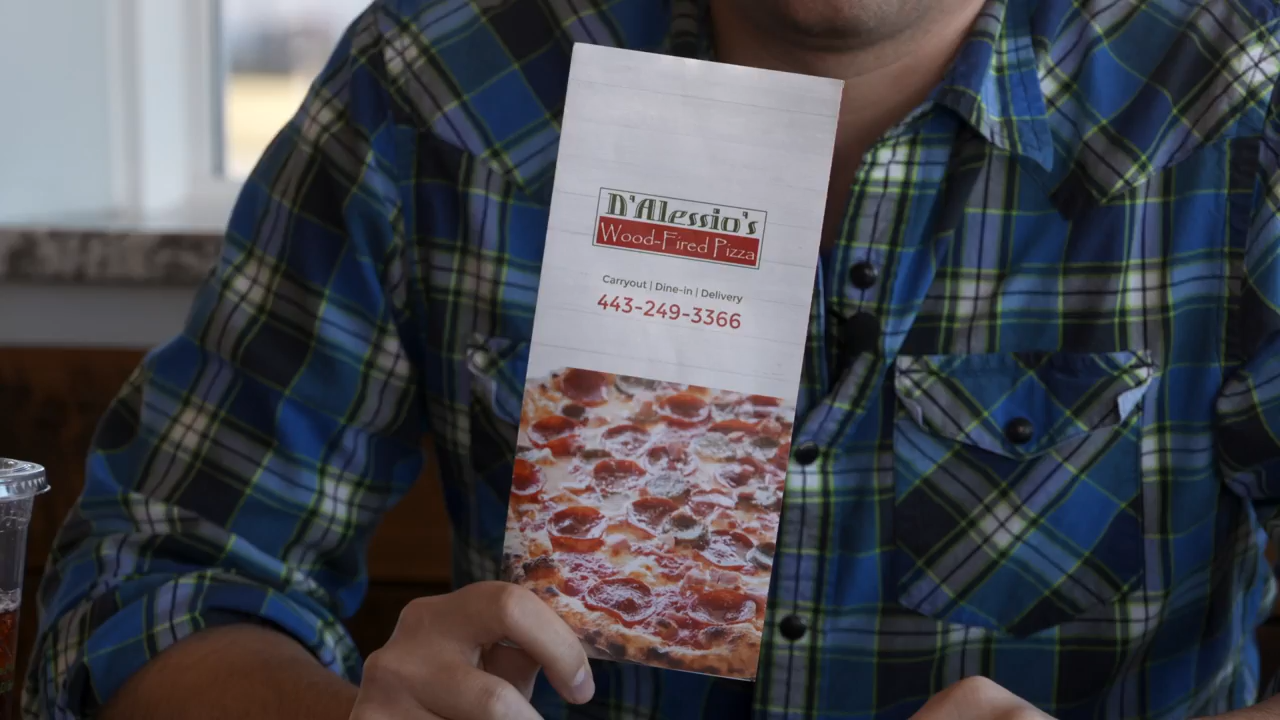 D'Alessio's
Wood-Fired Pizza
Carryout | Dine-in | Delivery
443-249-3366